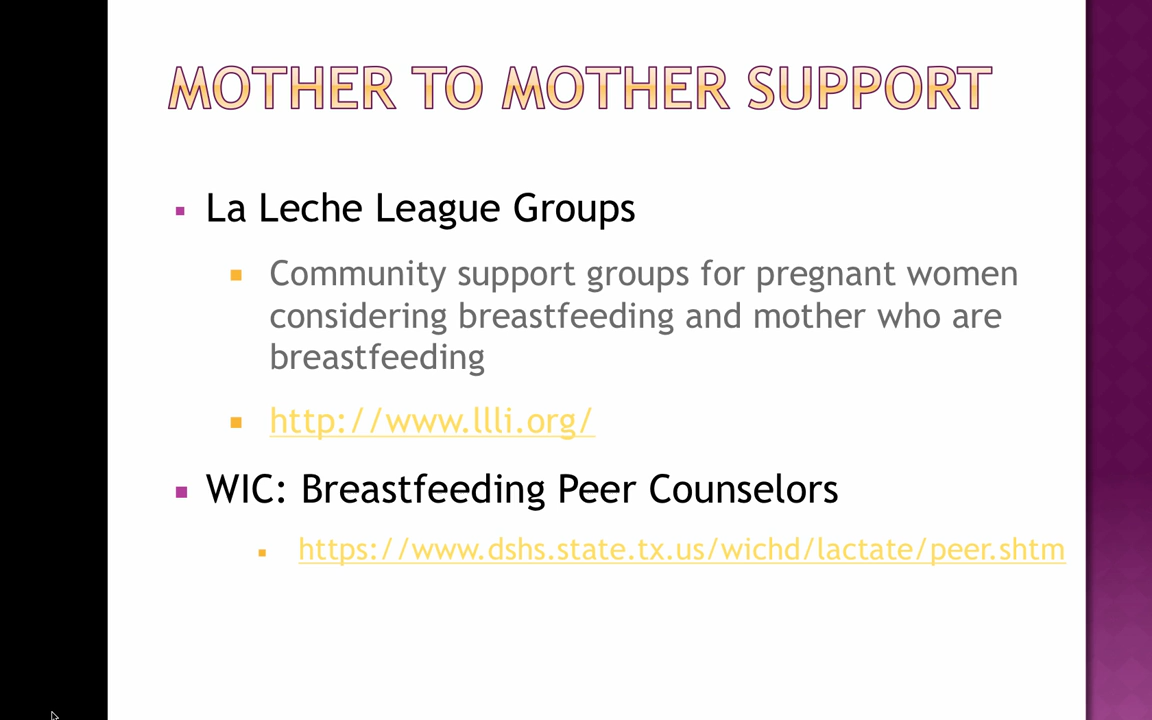 MOTHER TO MOTHER SUPPORT
La Leche League Groups
Community support groups for pregnant women
considering breastfeeding and mother who are
breastfeeding
http://www.llli.org/
WIC: Breastfeeding Peer Counselors
https://www.dshs.state.tx.us/wichd/lactate/peer.shtm